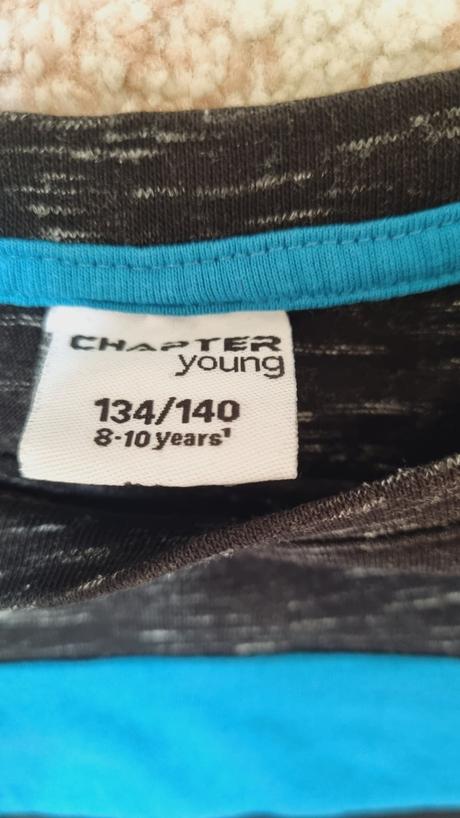 CHAPTER
young
134/140
8-10 years¹